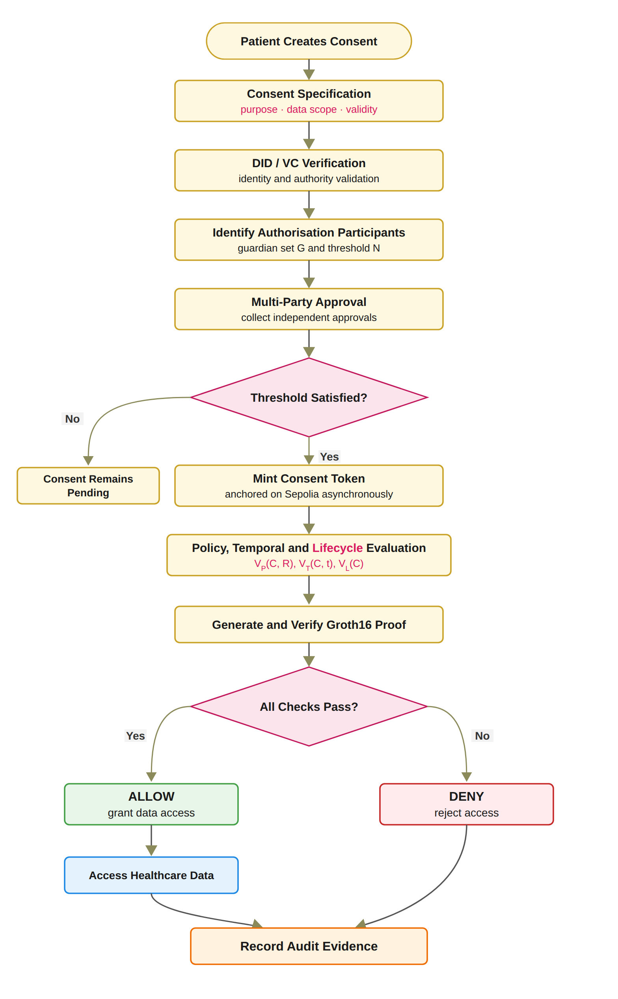 Patient Creates Consent
Consent Specification
purpose · data scope · validity
DID / VC Verification
identity and authority validation
Identify Authorisation Participants
guardian set G and threshold N
Multi-Party Approval
collect independent approvals
Threshold Satisfied?
No
Yes
Consent Remains
Pending
Mint Consent Token
anchored on Sepolia asynchronously
Policy, Temporal and Lifecycle Evaluation
V_P(C, R), V_T(C, t), V_L(C)
Generate and Verify Groth16 Proof
All Checks Pass?
Yes
No
ALLOW
grant data access
DENY
reject access
Access Healthcare Data
Record Audit Evidence